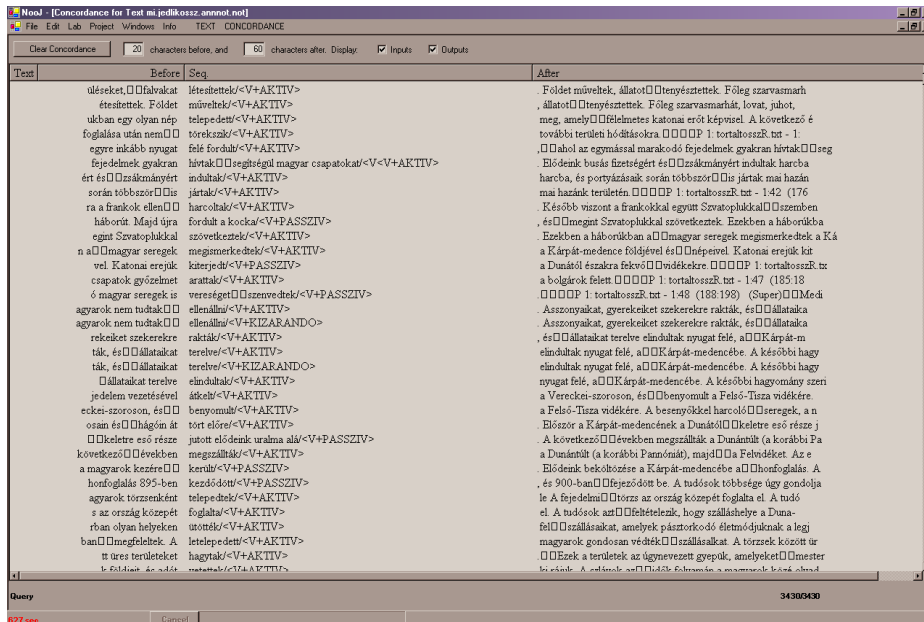 NooJ - [Concordance for Text mi.jedlikossz.annnot.not]
File Edit Lab Project Windows Info TEXT CONCORDANCE
Clear Concordance 20 characters before, and 60 characters after. Display: Inputs Outputs
Text Before Seq. After
üléseket,□□falvakat létesítettek/<V+AKTIV> . Földet műveltek, állatot□□tenyésztettek. Főleg szarvasmarh
étesítettek. Földet műveltek/<V+AKTIV> , állatot□□tenyésztettek. Főleg szarvasmarhát, lovat, juhot,
ukban egy olyan nép telepedett/<V+AKTIV> meg, amely□□félelmetes katonai erőt képvisel. A következő é
foglalása után nem□□ törekszik/<V+AKTIV> további területi hódításokra.□□□□P 1: tortaltosszR.txt - 1:
egyre inkább nyugat felé fordult/<V+AKTIV> ,□□ahol az egymással marakodó fejedelmek gyakran hívtak□□seg
fejedelmek gyakran hívtak□□segítségül magyar csapatokat/<V<V+AKTIV> . Elődeink busás fizetségért és□□zsákmányért indultak harcba
ért és□□zsákmányért indultak/<V+AKTIV> harcba, és portyázásaik során többször□□is jártak mai hazán
során többször□□is jártak/<V+AKTIV> mai hazánk területén.□□□□P 1: tortaltosszR.txt - 1:42 (176
ra a frankok ellen□□ harcoltak/<V+AKTIV> . Később viszont a frankokkal együtt Szvatoplukkal□□szemben
háborút. Majd újra fordult a kocka/<V+PASSZIV> , és□□megint Szvatoplukkal szövetkeztek. Ezekben a háborúkba
egint Szvatoplukkal szövetkeztek/<V+AKTIV> . Ezekben a háborúkban a□□magyar seregek megismerkedtek a Ká
n a□□magyar seregek megismerkedtek/<V+AKTIV> a Kárpát-medence földjével és□□népeivel. Katonai erejük kit
vel. Katonai erejük kiterjedt/<V+PASSZIV> a Dunától északra fekvő□□vidékekre.□□□□P 1: tortaltosszR.tx
csapatok győzelmet arattak/<V+AKTIV> a bolgárok felett.□□□□P 1: tortaltosszR.txt - 1:47 (185:18
ó magyar seregek is vereséget□□szenvedtek/<V+PASSZIV> .□□□□P 1: tortaltosszR.txt - 1:48 (188:198) (Super)□□Medi
agyarok nem tudtak□□ ellenállni/<V+AKTIV> . Asszonyaikat, gyerekeiket szekerekre rakták, és□□állataika
agyarok nem tudtak□□ ellenállni/<V+KIZARANDO> . Asszonyaikat, gyerekeiket szekerekre rakták, és□□állataika
rekeiket szekerekre rakták/<V+AKTIV> , és□□állataikat terelve elindultak nyugat felé, a□□Kárpát-m
ták, és□□állataikat terelve/<V+AKTIV> elindultak nyugat felé, a□□Kárpát-medencébe. A későbbi hagy
ták, és□□állataikat terelve/<V+KIZARANDO> elindultak nyugat felé, a□□Kárpát-medencébe. A későbbi hagy
□állataikat terelve elindultak/<V+AKTIV> nyugat felé, a□□Kárpát-medencébe. A későbbi hagyomány szeri
jedelem vezetésével átkelt/<V+AKTIV> a Vereckei-szoroson, és□□benyomult a Felső-Tisza vidékére.
eckei-szoroson, és□□ benyomult/<V+AKTIV> a Felső-Tisza vidékére. A besenyőkkel harcoló□□seregek, a n
osain és□□hágóin át tört előre/<V+AKTIV> . Először a Kárpát-medencének a Dunától□□keletre eső része j
□□keletre eső része jutott elődeink uralma alá/<V+PASSZIV> . A következő□□években megszállták a Dunántúlt (a korábbi Pa
következő□□években megszállták/<V+AKTIV> a Dunántúlt (a korábbi Pannóniát), majd□□a Felvidéket. Az e
a magyarok kezére□□ került/<V+PASSZIV> . Elődeink beköltözése a Kárpát-medencébe a□□honfoglalás. A
honfoglalás 895-ben kezdődött/<V+PASSZIV> , és 900-ban□□fejeződött be. A tudósok többsége úgy gondolja
agyarok törzsenként telepedtek/<V+AKTIV> le A fejedelmi□□törzs az ország közepét foglalta el. A tudó
s az ország közepét foglalta/<V+AKTIV> el. A tudósok azt□□feltételezik, hogy szálláshelye a Duna-
rban olyan helyeken ütötték/<V+AKTIV> fel□□szállásaikat, amelyek pásztorkodó életmódjuknak a legj
ban□□megfeleltek. A letelepedett/<V+AKTIV> magyarok gondosan védték□□szállásalkat. A törzsek között ür
tt üres területeket hagytak/<V+AKTIV> .□□Ezek a területek az úgynevezett gyepük, amelyeket□□mester
k földjeit, és adót vetettek/<V+AKTIV> ki rájuk. A szlávok az□□idők folyamán a magyarok közé olvad
Query 3430/3430
627 sec Cancel